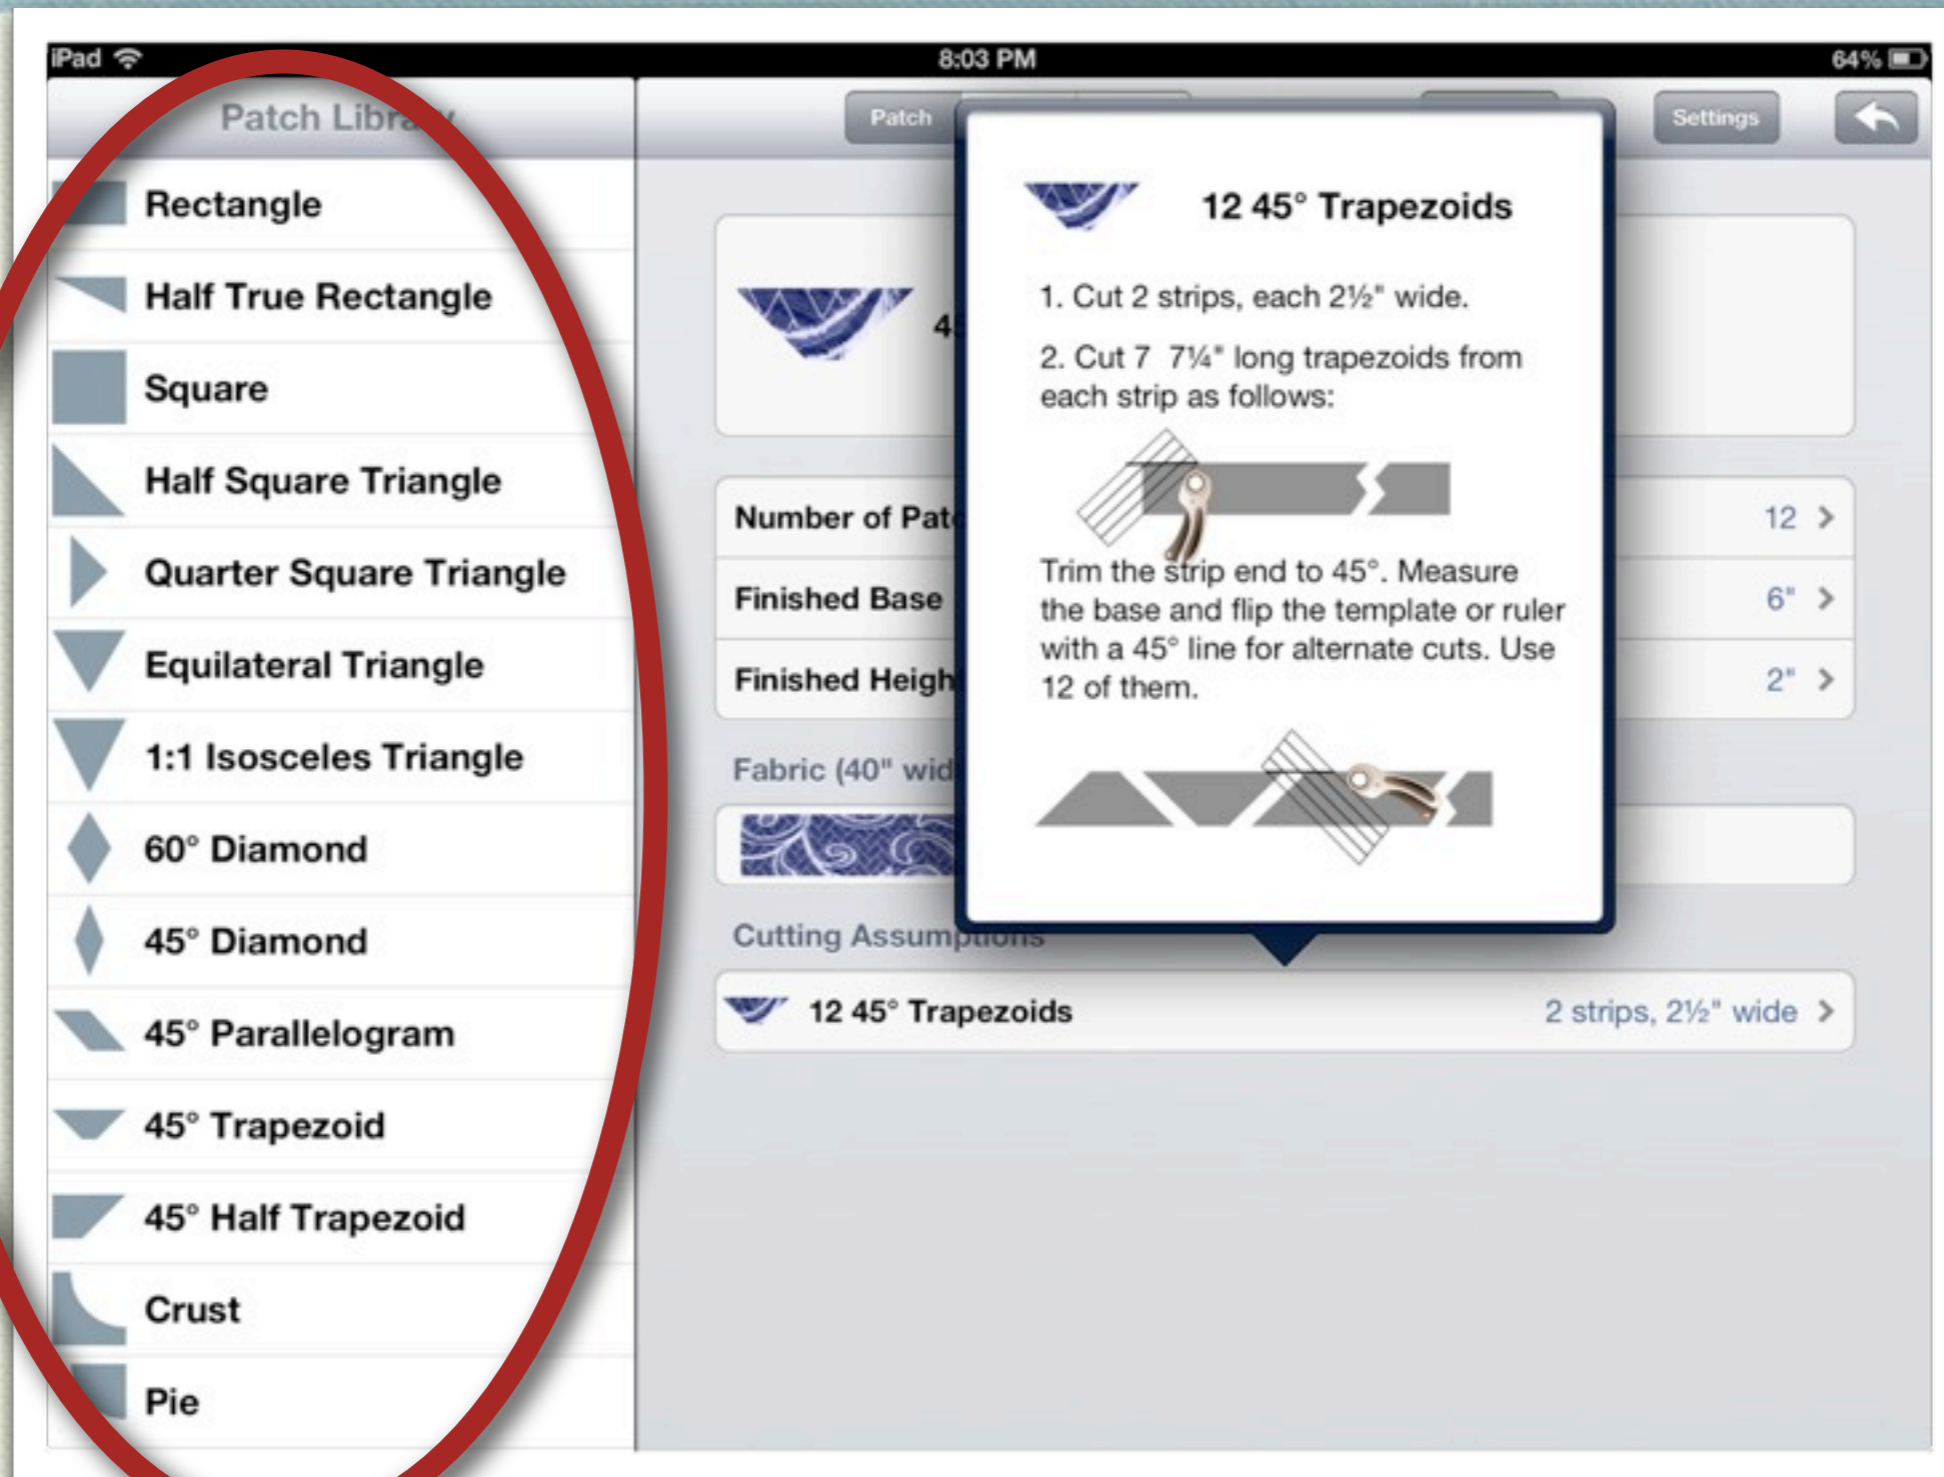 iPad
8:03 PM
64%
Patch Library
Patch
Settings
Rectangle
Half True Rectangle
Square
Half Square Triangle
Quarter Square Triangle
Equilateral Triangle
1:1 Isosceles Triangle
60° Diamond
45° Diamond
45° Parallelogram
45° Trapezoid
45° Half Trapezoid
Crust
Pie
12 45° Trapezoids
1. Cut 2 strips, each 2½" wide.
2. Cut 7 7¼" long trapezoids from
each strip as follows:
Trim the strip end to 45°. Measure
the base and flip the template or ruler
with a 45° line for alternate cuts. Use
12 of them.
Number of
12
Finished Base
6"
Finished
2"
Fabric (40"
Cutting Assumptions
12 45° Trapezoids
2 strips, 2½" wide